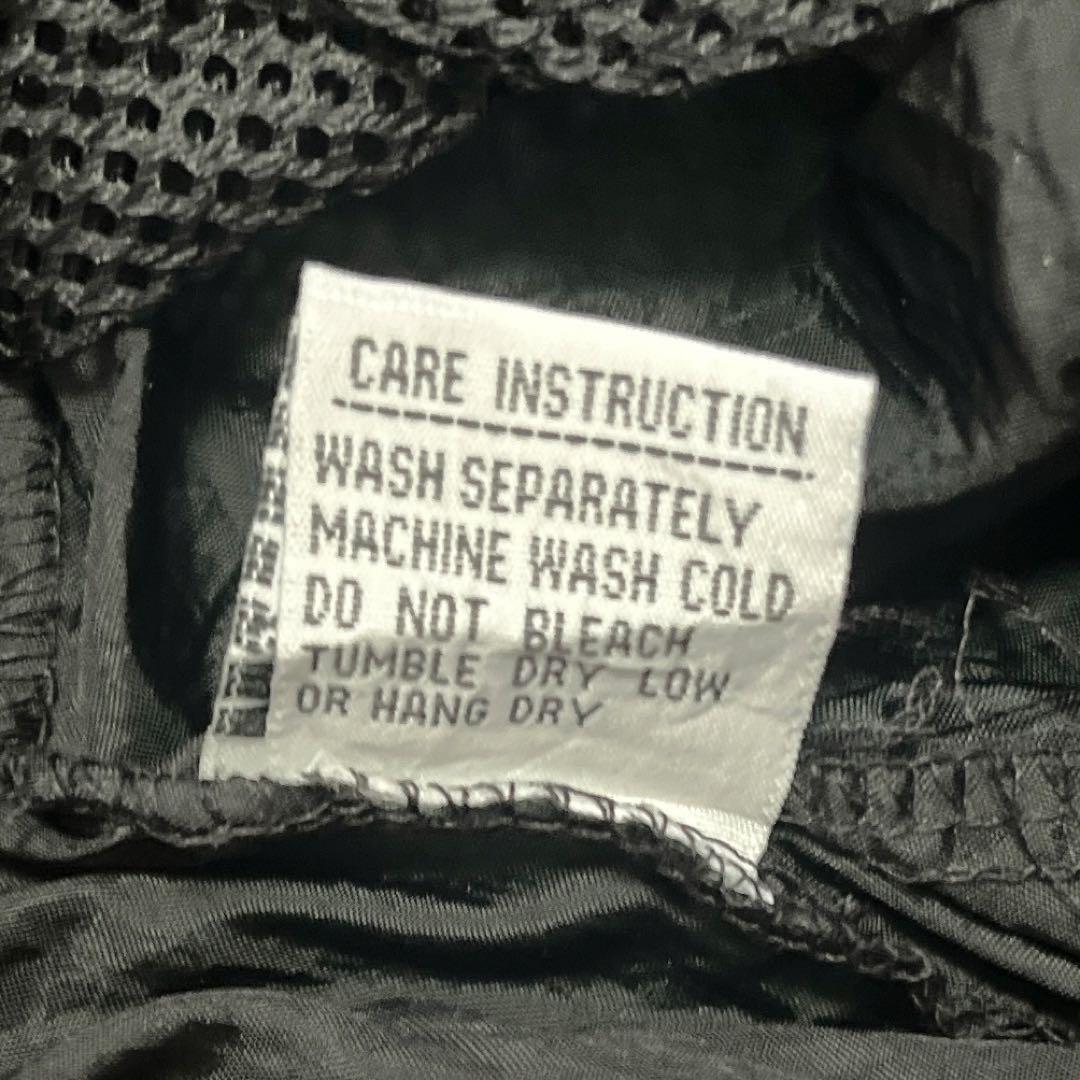 CARE INSTRUCTION
WASH SEPARATELY
MACHINE WASH COLD
DO NOT BLEACH
TUMBLE DRY LOW
OR HANG DRY